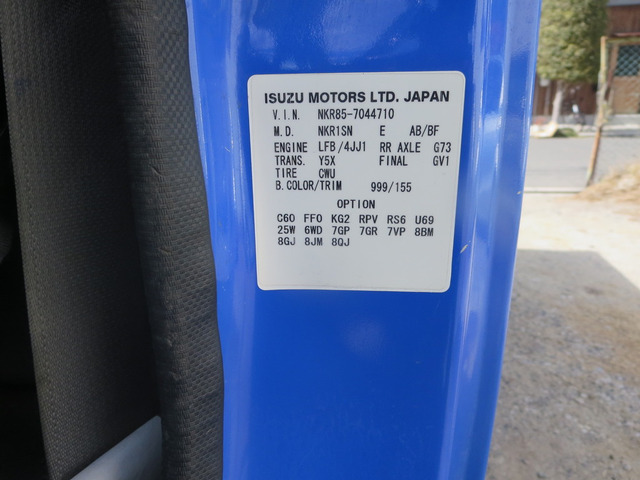 ISUZU MOTORS LTD. JAPAN
V.I.N. NKR85-7044710
M.D. NKR1SN E AB/BF
ENGINE LFB/4JJ1 RR AXLE G73
TRANS. Y5X FINAL GV1
TIRE CWU
B.COLOR/TRIM 999/155
OPTION
C60 FF0 KG2 RPV RS6 U69
25W 6WD 7GP 7GR 7VP 8BM
8GJ 8JM 8QJ